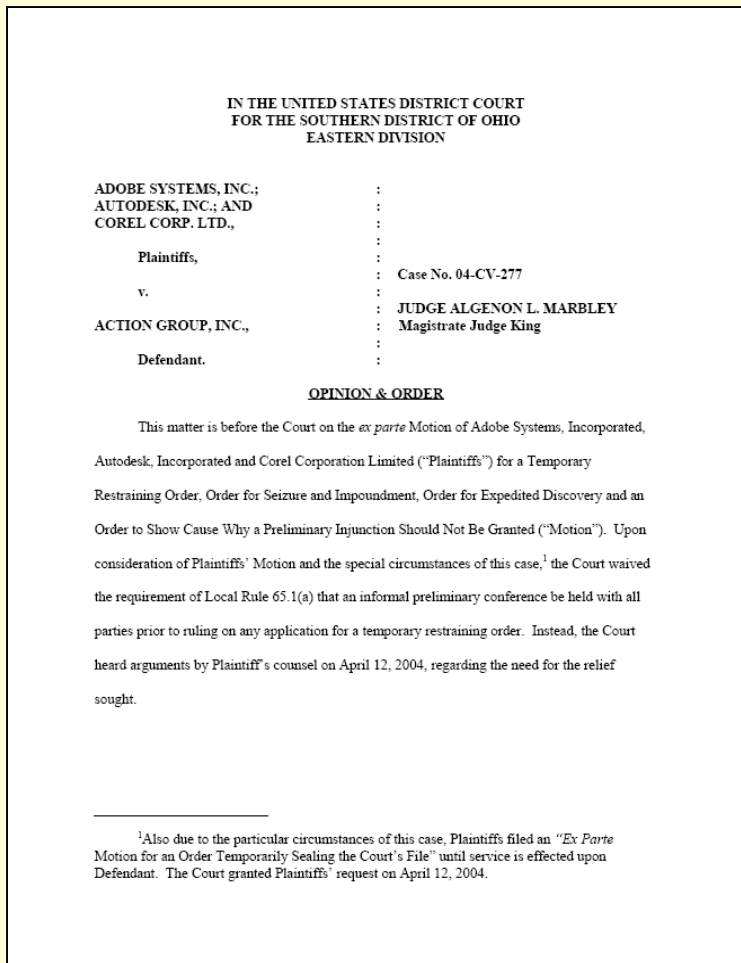 IN THE UNITED STATES DISTRICT COURT
FOR THE SOUTHERN DISTRICT OF OHIO
EASTERN DIVISION
ADOBE SYSTEMS, INC.; :
AUTODESK, INC.; AND :
COREL CORP. LTD., :
:
Plaintiffs, :
: Case No. 04-CV-277
v. :
: JUDGE ALGENON L. MARBLEY
ACTION GROUP, INC., : Magistrate Judge King
:
Defendant. :
OPINION & ORDER
This matter is before the Court on the ex parte Motion of Adobe Systems, Incorporated,
Autodesk, Incorporated and Corel Corporation Limited (“Plaintiffs”) for a Temporary
Restraining Order, Order for Seizure and Impoundment, Order for Expedited Discovery and an
Order to Show Cause Why a Preliminary Injunction Should Not Be Granted (“Motion”). Upon
consideration of Plaintiffs’ Motion and the special circumstances of this case,1 the Court waived
the requirement of Local Rule 65.1(a) that an informal preliminary conference be held with all
parties prior to ruling on any application for a temporary restraining order. Instead, the Court
heard arguments by Plaintiff’s counsel on April 12, 2004, regarding the need for the relief
sought.
1Also due to the particular circumstances of this case, Plaintiffs filed an “Ex Parte
Motion for an Order Temporarily Sealing the Court’s File” until service is effected upon
Defendant. The Court granted Plaintiffs’ request on April 12, 2004.